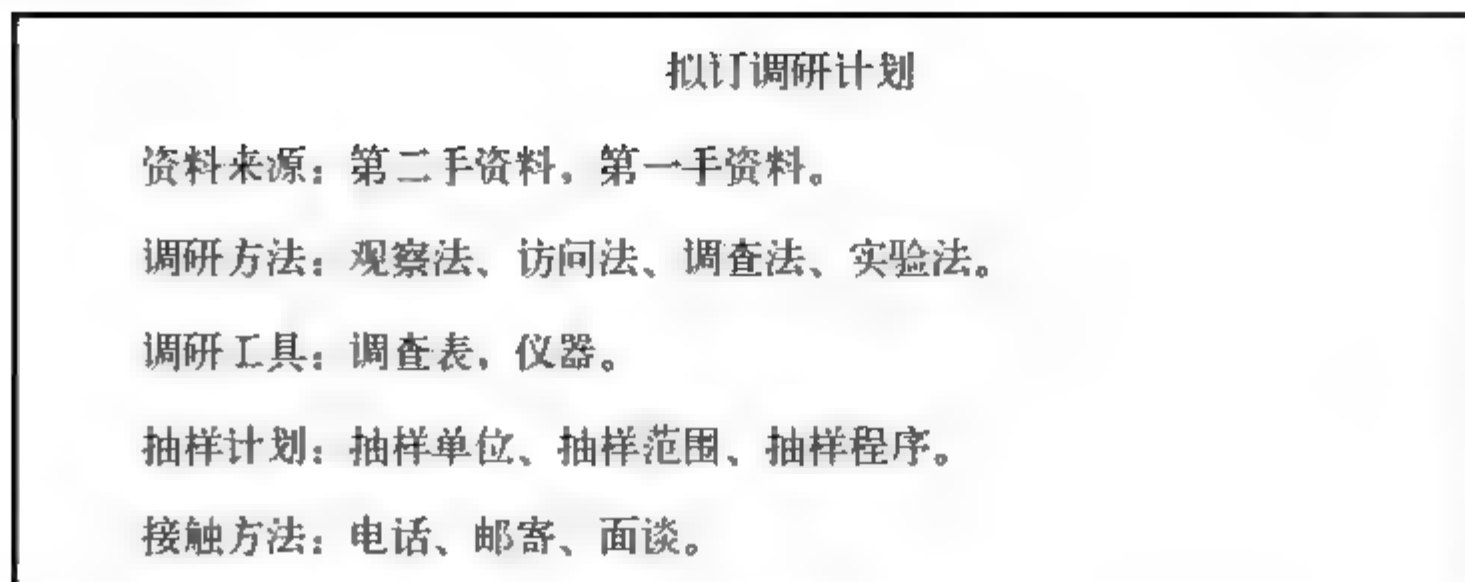 拟订调研计划
资料来源：第二手资料，第一手资料。
调研方法：观察法、访问法、调查法、实验法。
调研工具：调查表，仪器。
抽样计划：抽样单位、抽样范围、抽样程序。
接触方法：电话、邮寄、面谈。